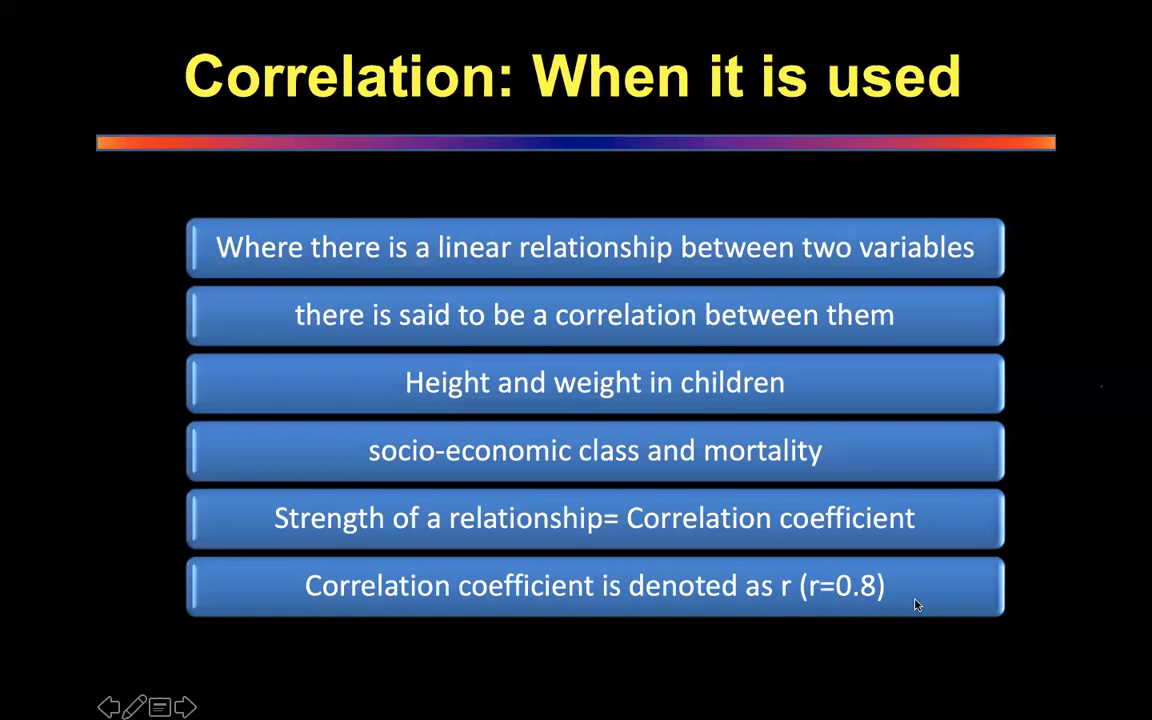 Correlation: When it is used
Where there is a linear relationship between two variables
there is said to be a correlation between them
Height and weight in children
socio-economic class and mortality
Strength of a relationship= Correlation coefficient
Correlation coefficient is denoted as r (r=0.8)